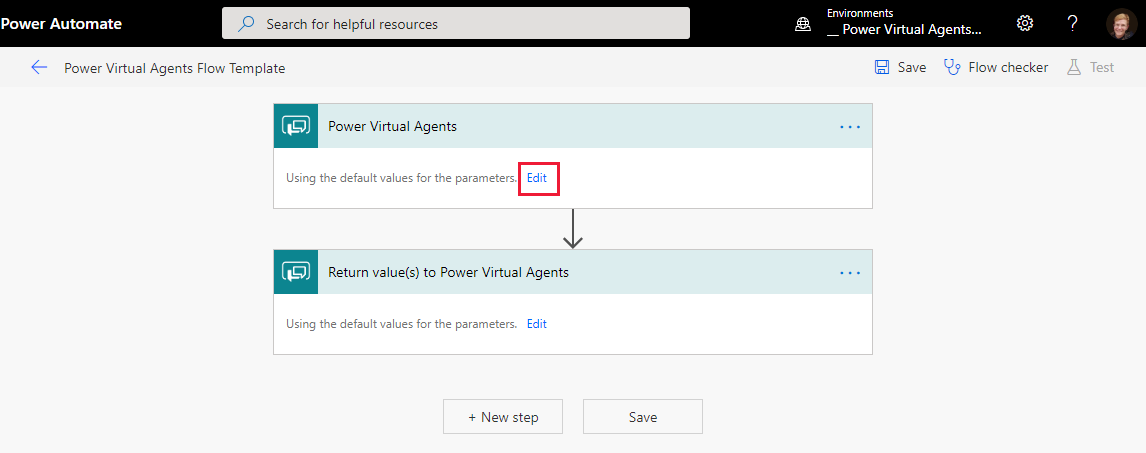 Power Automate
Search for helpful resources
Environments
__ Power Virtual Agents...
?
Power Virtual Agents Flow Template
Save
Flow checker
Test
Power Virtual Agents
...
Using the default values for the parameters. Edit
Return value(s) to Power Virtual Agents
...
Using the default values for the parameters. Edit
+ New step
Save